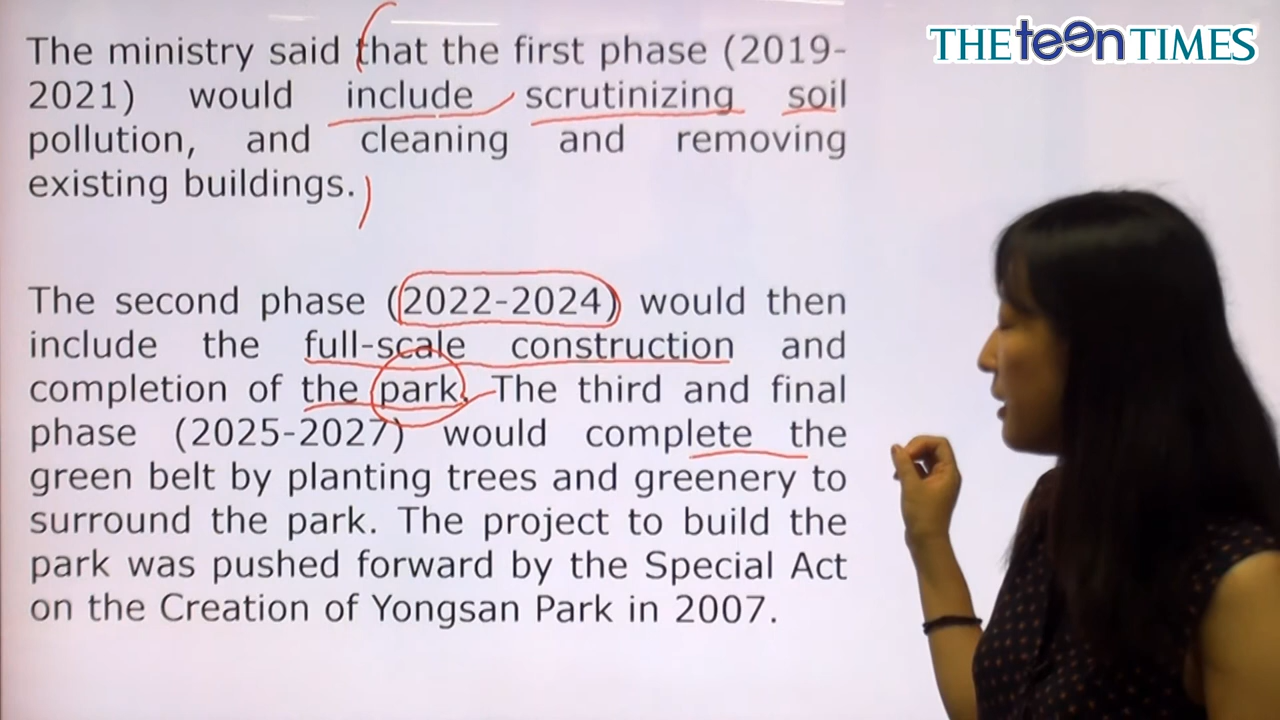 THE teen TIMES
The ministry said that the first phase (2019-
2021) would include scrutinizing soil
pollution, and cleaning and removing
existing buildings.
The second phase (2022-2024) would then
include the full-scale construction and
completion of the park. The third and final
phase (2025-2027) would complete the
green belt by planting trees and greenery to
surround the park. The project to build the
park was pushed forward by the Special Act
on the Creation of Yongsan Park in 2007.